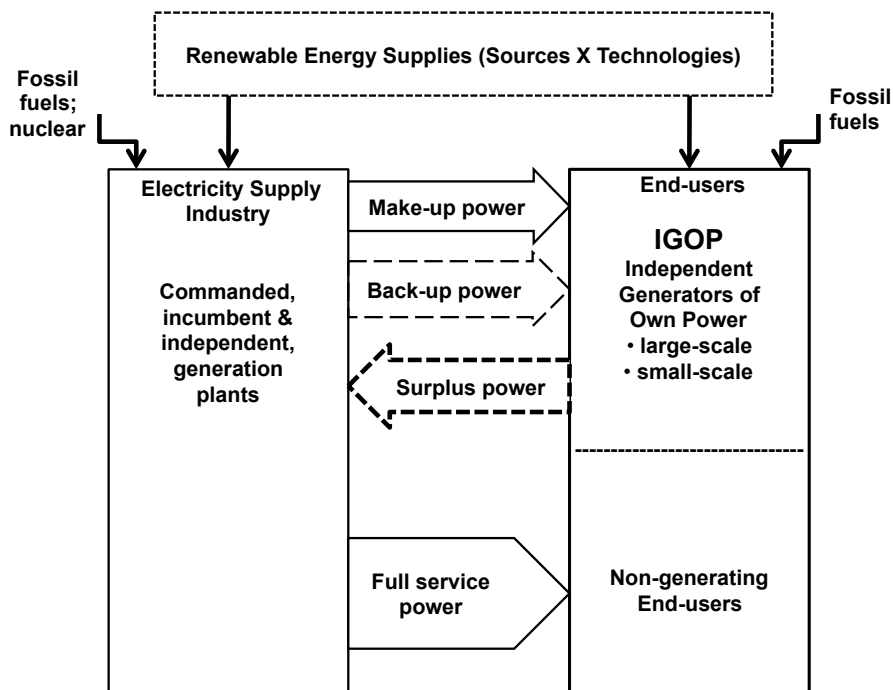 Renewable Energy Supplies (Sources X Technologies)
Fossil
fuels;
nuclear
Fossil
fuels
Electricity Supply
Industry
Commanded,
incumbent &
independent,
generation
plants
Make-up power
Back-up power
Surplus power
Full service
power
End-users
IGOP
Independent
Generators of
Own Power
• large-scale
• small-scale
Non-generating
End-users